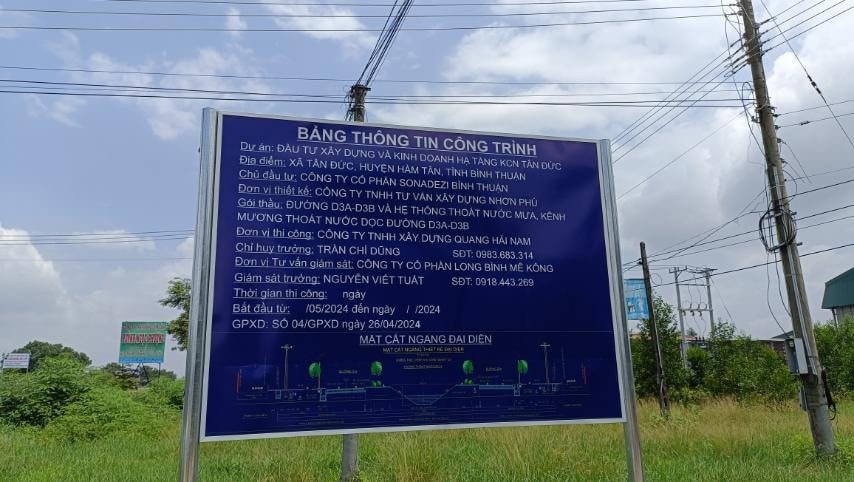 BẢNG THÔNG TIN CÔNG TRÌNH
Dự án: ĐẦU TƯ XÂY DỰNG VÀ KINH DOANH HẠ TẦNG KCN TÂN ĐỨC
Địa điểm: XÃ TÂN ĐỨC, HUYỆN HÀM TÂN, TỈNH BÌNH THUẬN
Chủ đầu tư: CÔNG TY CỔ PHẦN SONADEZI BÌNH THUẬN
Đơn vị thiết kế: CÔNG TY TNHH TƯ VẤN XÂY DỰNG NHƠN PHÚ
Gói thầu: ĐƯỜNG D3A-D3B VÀ HỆ THỐNG THOÁT NƯỚC MƯA, KÊNH
MƯƠNG THOÁT NƯỚC DỌC ĐƯỜNG D3A-D3B
Đơn vị thi công: CÔNG TY TNHH XÂY DỰNG QUANG HẢI NAM
Chỉ huy trưởng: TRẦN CHÍ DŨNG SĐT: 0983.683.314
Đơn vị Tư vấn giám sát: CÔNG TY CỔ PHẦN LONG BÌNH MÊ KÔNG
Giám sát trưởng: NGUYỄN VIẾT TUẤT SĐT: 0918.443.269
Thời gian thi công: ngày
Bắt đầu từ: /05/2024 đến ngày / /2024
GPXD: SỐ 04/GPXD ngày 26/04/2024
MẶT CẮT NGANG ĐẠI DIỆN
MẶT CẮT NGANG THIẾT KẾ ĐẠI DIỆN